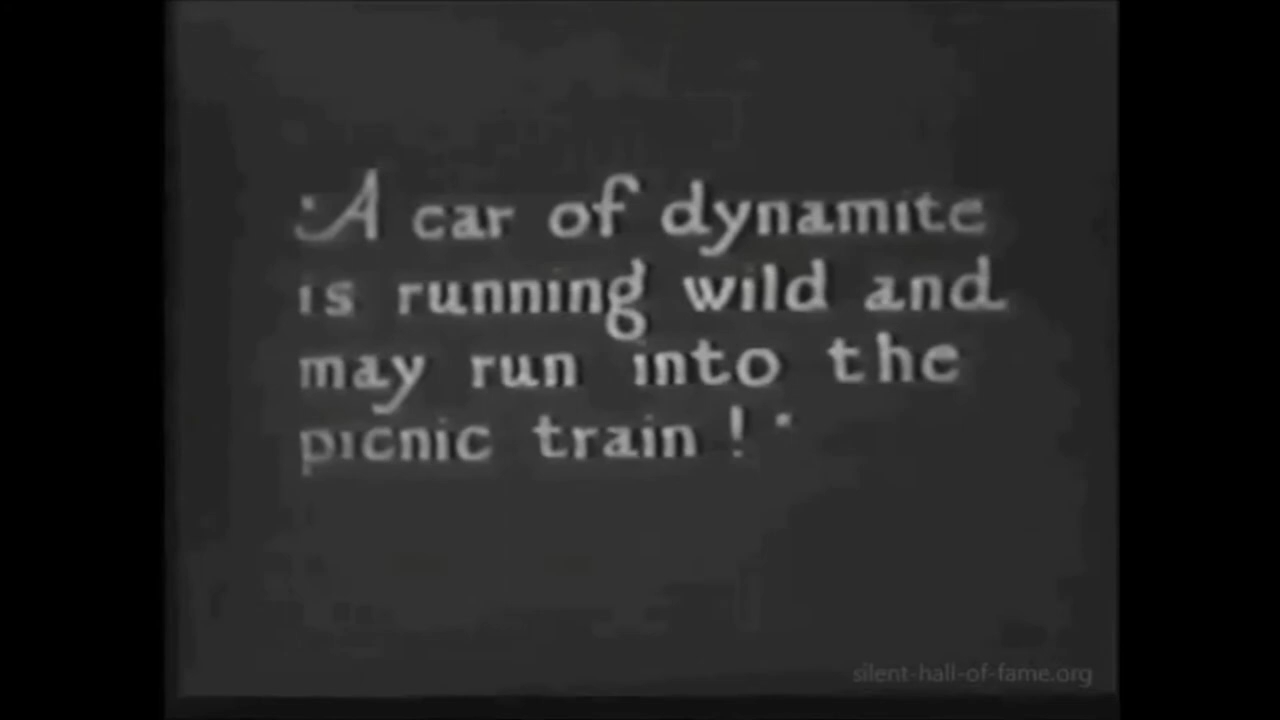 "A car of dynamite
is running wild and
may run into the
picnic train!"
silent-hall-of-fame.org